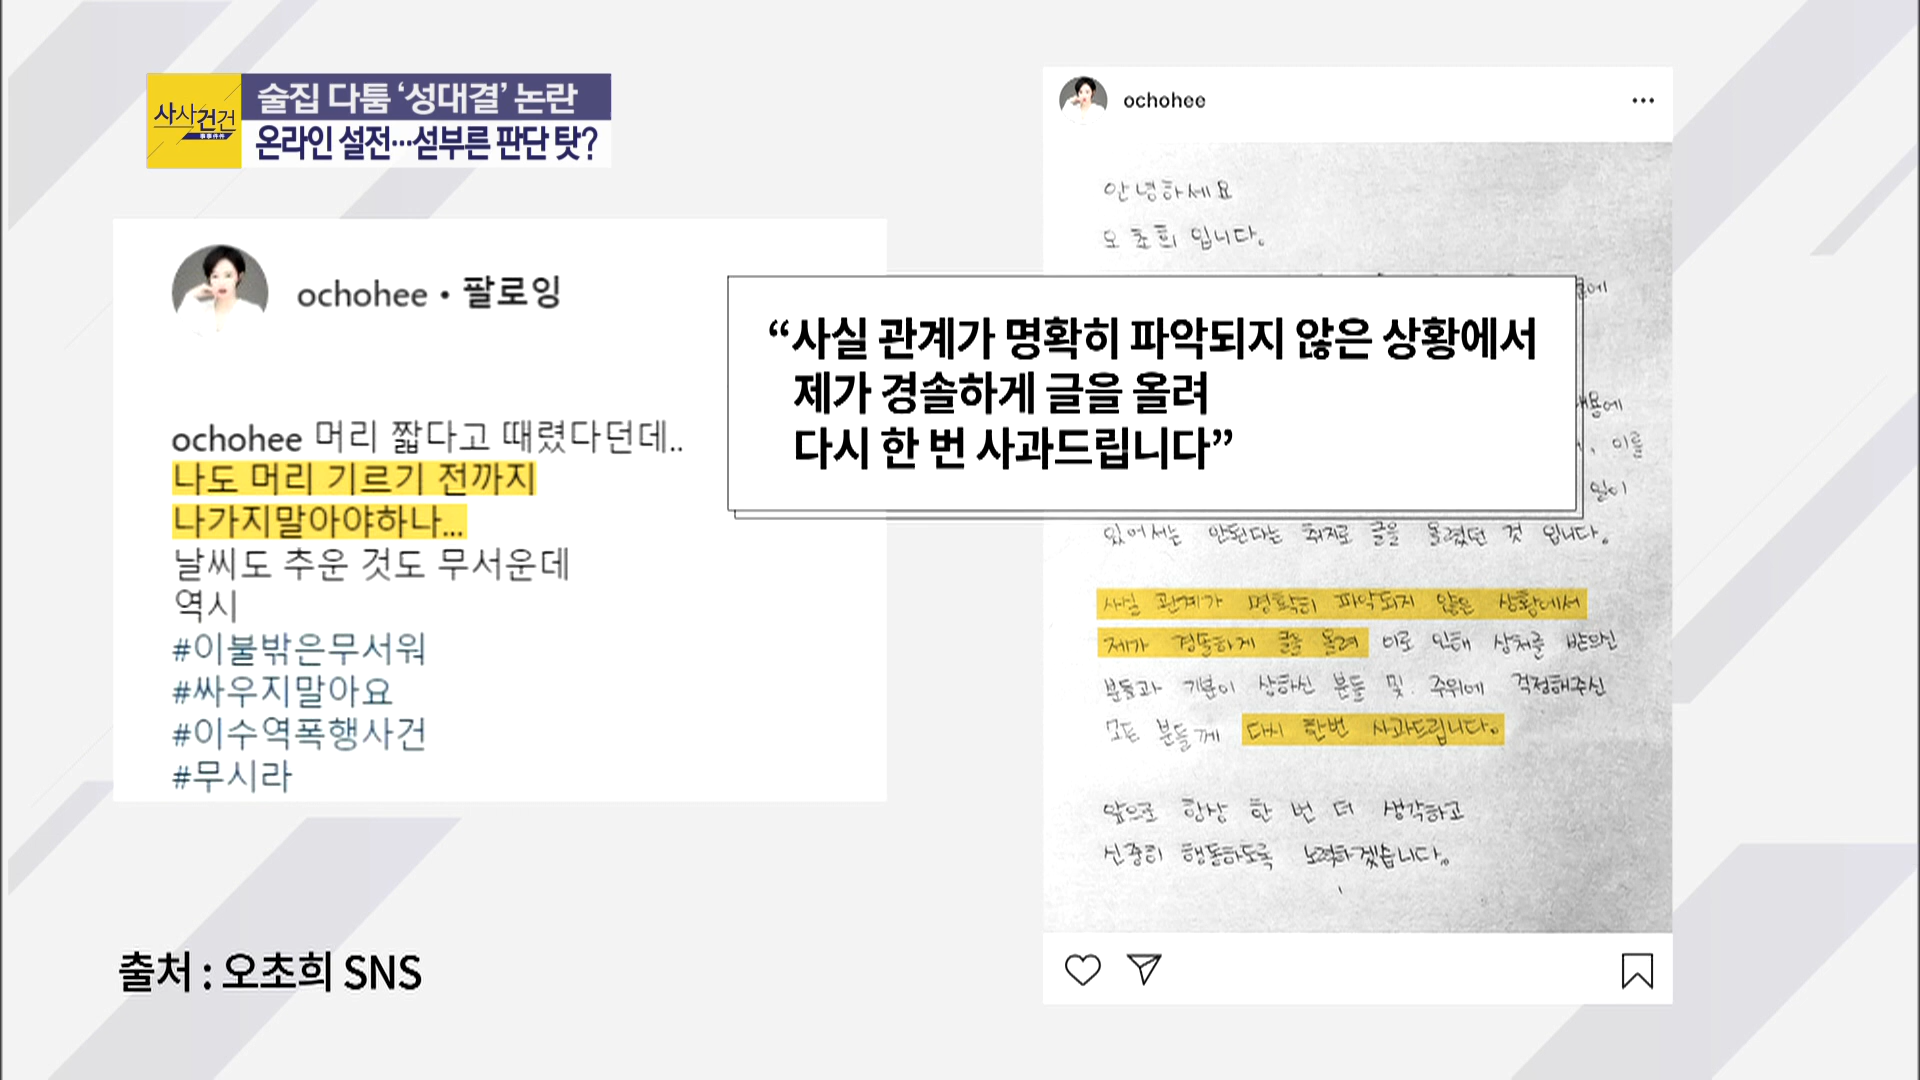 사사건건
事事件件
술집 다툼 ‘성대결’ 논란
온라인 설전…섣부른 판단 탓?
ochohee • 팔로잉
ochohee 머리 짧다고 때렸다던데..
나도 머리 기르기 전까지
나가지말아야하나...
날씨도 추운 것도 무서운데
역시
#이불밖은무서워
#싸우지말아요
#이수역폭행사건
#무시라
출처 : 오초희 SNS
ochohee
안녕하세요
오초희 입니다.
“사실 관계가 명확히 파악되지 않은 상황에서
제가 경솔하게 글을 올려
다시 한 번 사과드립니다”
이를
일이
있어서는 안된다는 취지로 글을 올렸던 것 입니다.
사실 관계가 명확히 파악되지 않은 상황에서
제가 경솔하게 글을 올려 이로 인해 상처를 받으신
분들과 기분이 상하신 분들 및 주위에 걱정해주신
모든 분들께 다시 한번 사과드립니다.
앞으로 항상 한 번 더 생각하고
신중히 행동하도록 노력하겠습니다.